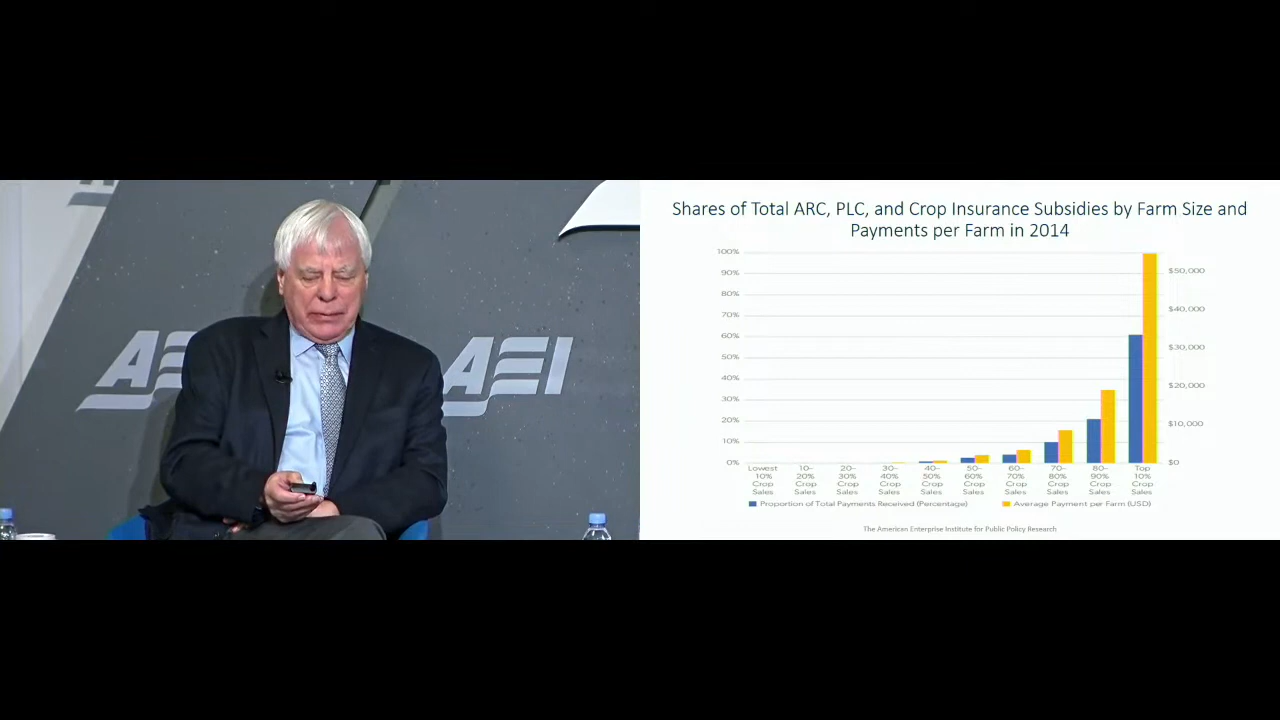 AEI
AEI
Shares of Total ARC, PLC, and Crop Insurance Subsidies by Farm Size and
Payments per Farm in 2014
100%
90%
80%
70%
60%
50%
40%
30%
20%
10%
0%
$50,000
$40,000
$30,000
$20,000
$10,000
$0
Lowest
10%
Crop
Sales
10–
20%
Crop
Sales
20–
30%
Crop
Sales
30–
40%
Crop
Sales
40–
50%
Crop
Sales
50–
60%
Crop
Sales
60–
70%
Crop
Sales
70–
80%
Crop
Sales
80–
90%
Crop
Sales
Top
10%
Crop
Sales
Proportion of Total Payments Received (Percentage)
Average Payment per Farm (USD)
The American Enterprise Institute for Public Policy Research